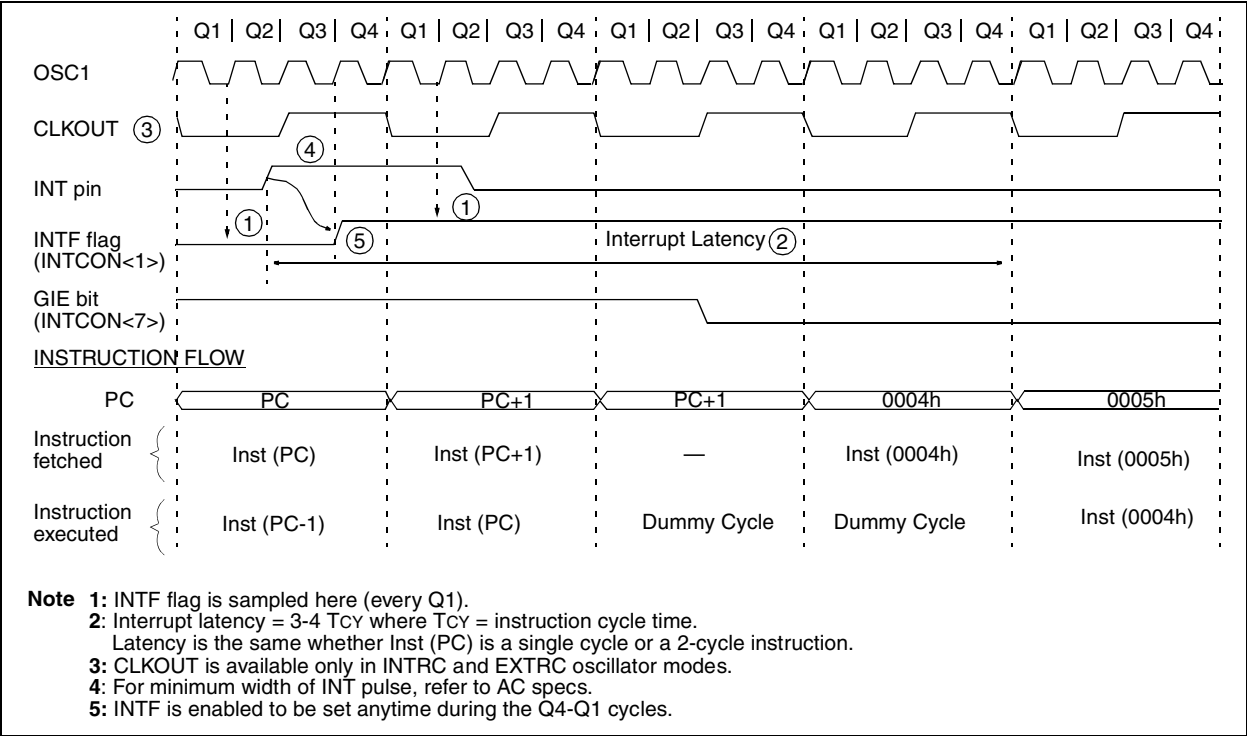 Q1 | Q2 | Q3 | Q4 Q1 | Q2 | Q3 | Q4 Q1 | Q2 | Q3 | Q4 Q1 | Q2 | Q3 | Q4 Q1 | Q2 | Q3 | Q4
OSC1
CLKOUT 3
4
INT pin
1 1
INTF flag
(INTCON<1>)
5 Interrupt Latency 2
GIE bit
(INTCON<7>)
INSTRUCTION FLOW
PC PC PC+1 PC+1 0004h 0005h
Instruction
fetched
Inst (PC) Inst (PC+1) — Inst (0004h) Inst (0005h)
Instruction
executed
Inst (PC-1) Inst (PC) Dummy Cycle Dummy Cycle Inst (0004h)
Note 1: INTF flag is sampled here (every Q1).
2: Interrupt latency = 3-4 TCY where TCY = instruction cycle time.
Latency is the same whether Inst (PC) is a single cycle or a 2-cycle instruction.
3: CLKOUT is available only in INTRC and EXTRC oscillator modes.
4: For minimum width of INT pulse, refer to AC specs.
5: INTF is enabled to be set anytime during the Q4-Q1 cycles.